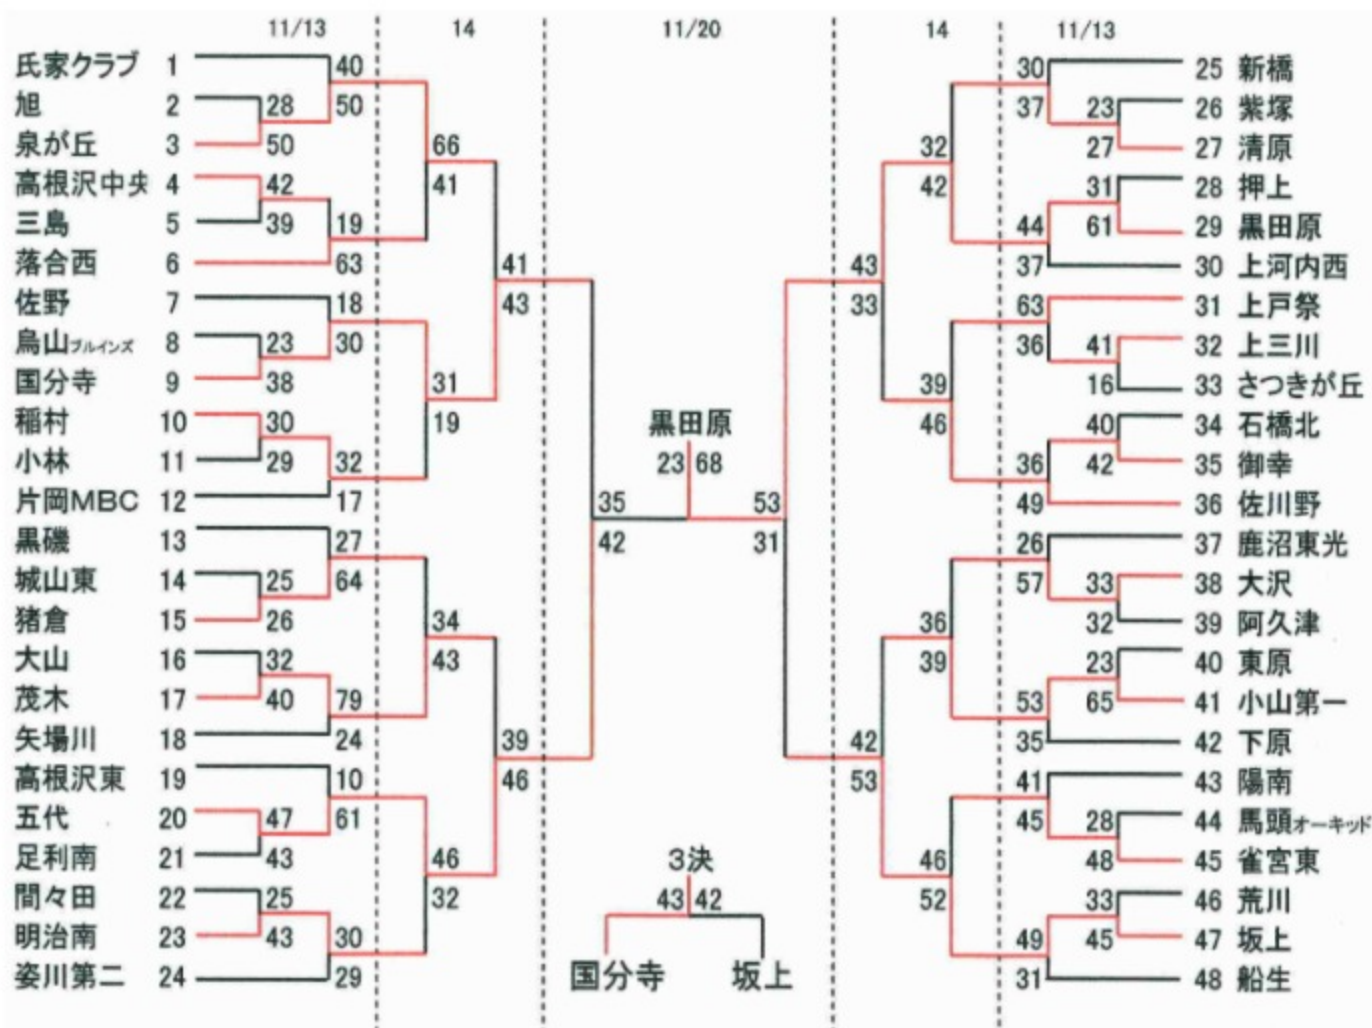 11/13 14 11/20 14 11/13
氏家クラブ 1
旭 2
泉が丘 3
高根沢中央 4
三島 5
落合西 6
佐野 7
烏山ブルインズ 8
国分寺 9
稲村 10
小林 11
片岡MBC 12
黒磯 13
城山東 14
猪倉 15
大山 16
茂木 17
矢場川 18
高根沢東 19
五代 20
足利南 21
間々田 22
明治南 23
姿川第二 24
28
50
42
39
23
38
30
29
25
26
32
40
47
43
25
43
40
50
19
63
18
30
32
17
27
64
79
24
10
61
30
29
66
41
31
19
34
43
46
32
41
43
39
46
35
42
黒田原
23 68
53
31
3決
43 42
国分寺 坂上
43
33
42
53
32
42
39
46
36
39
46
52
30
37
44
37
63
36
36
49
26
57
53
35
41
45
49
31
23
27
31
61
41
16
40
42
33
32
23
65
28
48
33
45
25 新橋
26 紫塚
27 清原
28 押上
29 黒田原
30 上河内西
31 上戸祭
32 上三川
33 さつきが丘
34 石橋北
35 御幸
36 佐川野
37 鹿沼東光
38 大沢
39 阿久津
40 東原
41 小山第一
42 下原
43 陽南
44 馬頭オーキッド
45 雀宮東
46 荒川
47 坂上
48 船生